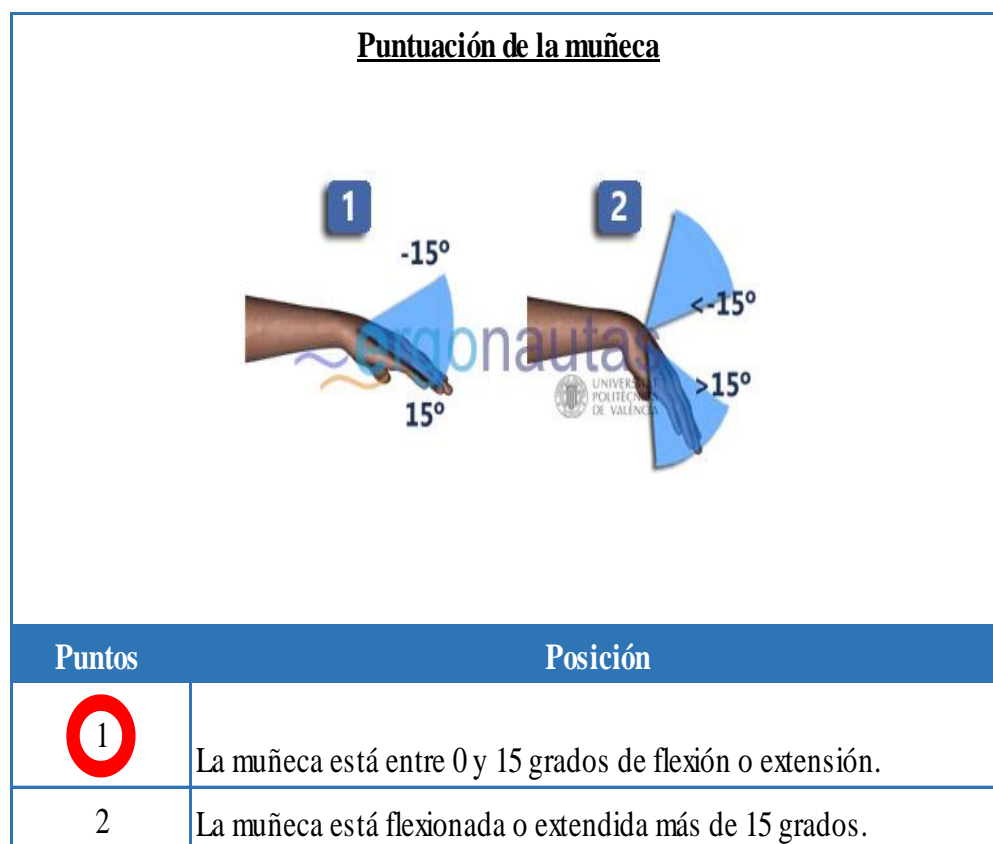 Puntuación de la muñeca
1
2
-15º
<-15º
ergonautas
UNIVERSITAT
POLITÈCNICA
DE VALÈNCIA
>15º
15º
Puntos Posición
1 La muñeca está entre 0 y 15 grados de flexión o extensión.
2 La muñeca está flexionada o extendida más de 15 grados.